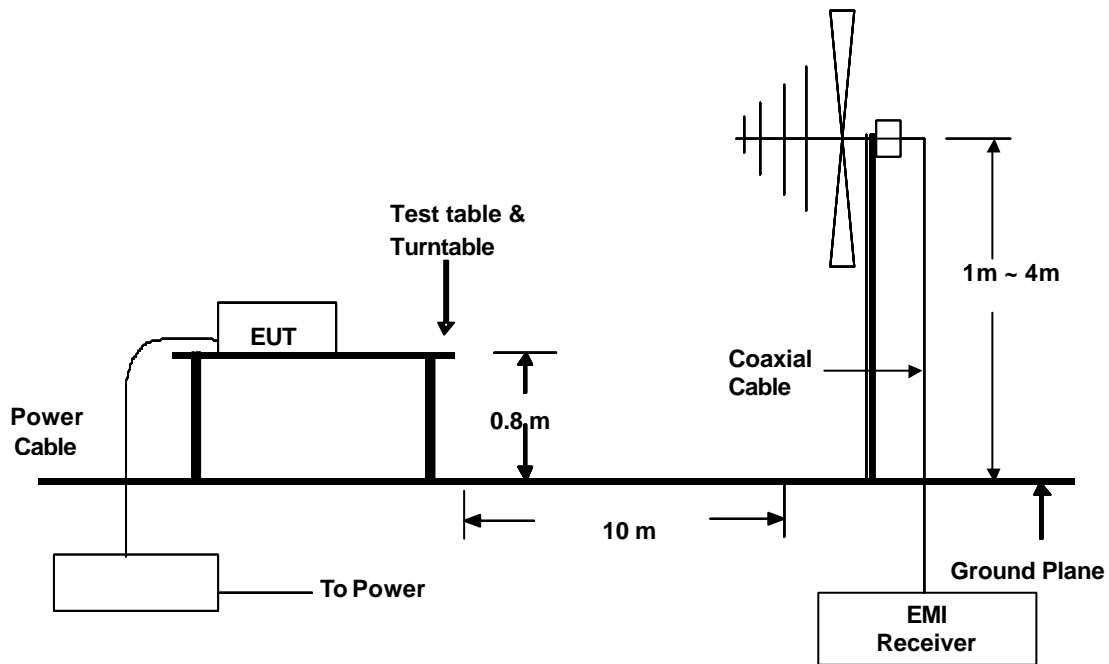 Test table &
Turntable
1m ~ 4m
EUT
Coaxial
Cable
0.8 m
Power
Cable
10 m
To Power
Ground Plane
EMI
Receiver